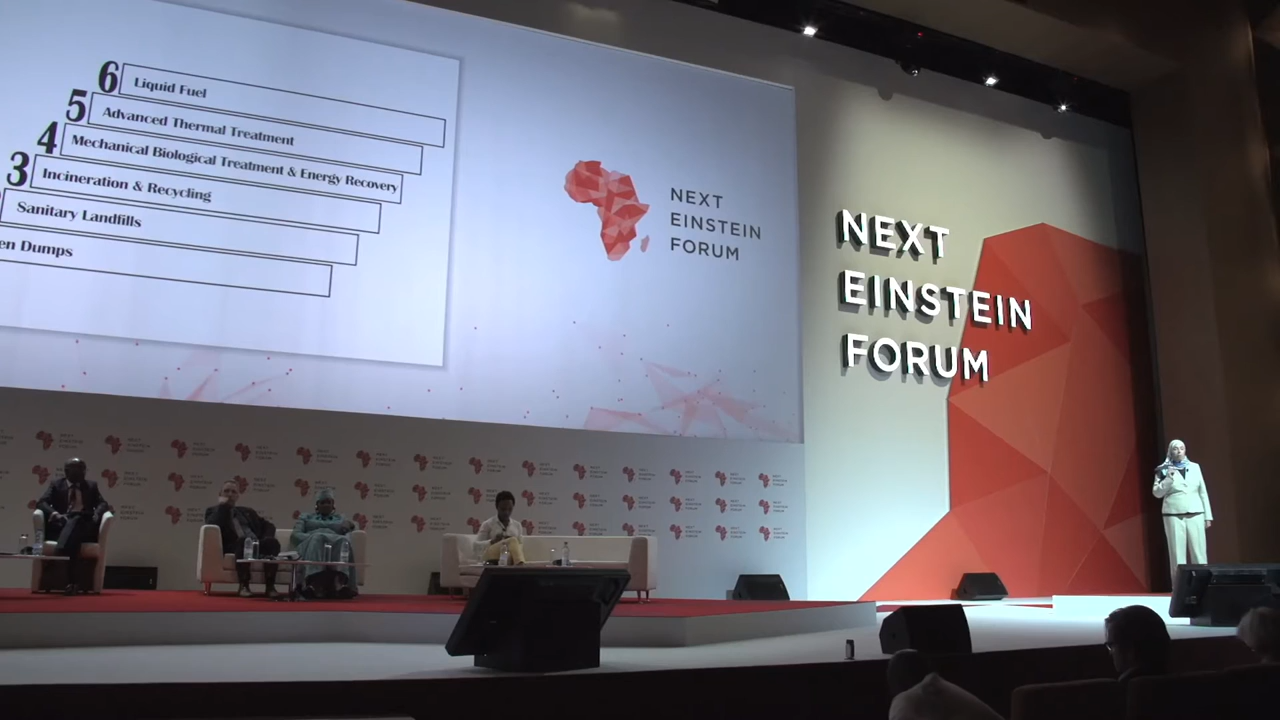 6 Liquid Fuel
5 Advanced Thermal Treatment
4 Mechanical Biological Treatment & Energy Recovery
3 Incineration & Recycling
Sanitary Landfills
en Dumps
NEXT
EINSTEIN
FORUM
NEXT
EINSTEIN
FORUM